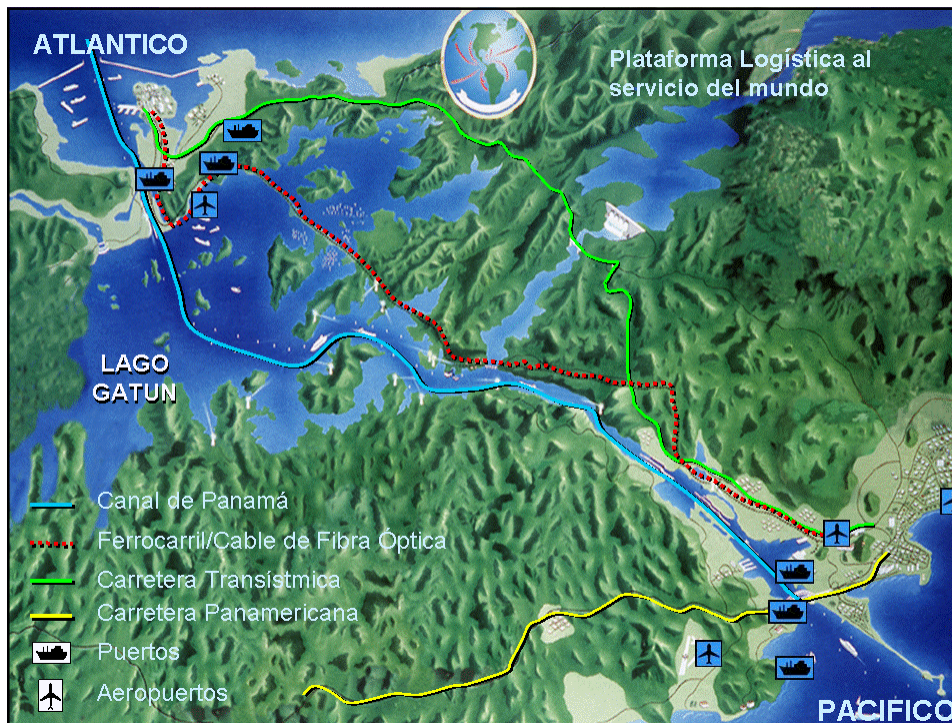 ATLANTICO
Plataforma Logística al
servicio del mundo
LAGO
GATUN
Canal de Panamá
Ferrocarril/Cable de Fibra Óptica
Carretera Transístmica
Carretera Panamericana
Puertos
Aeropuertos
PACIFICO